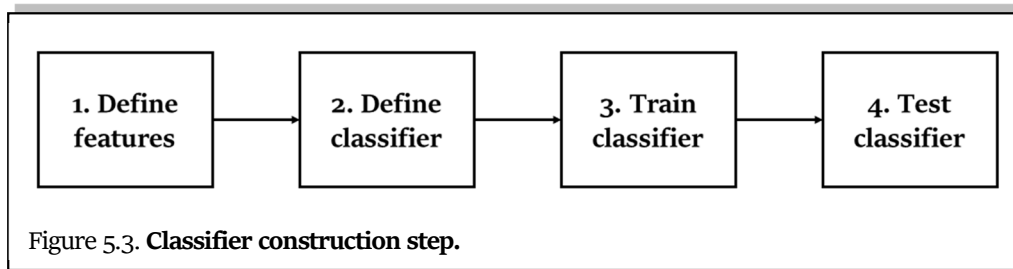 1. Define
features
2. Define
classifier
3. Train
classifier
4. Test
classifier
Figure 5.3. Classifier construction step.